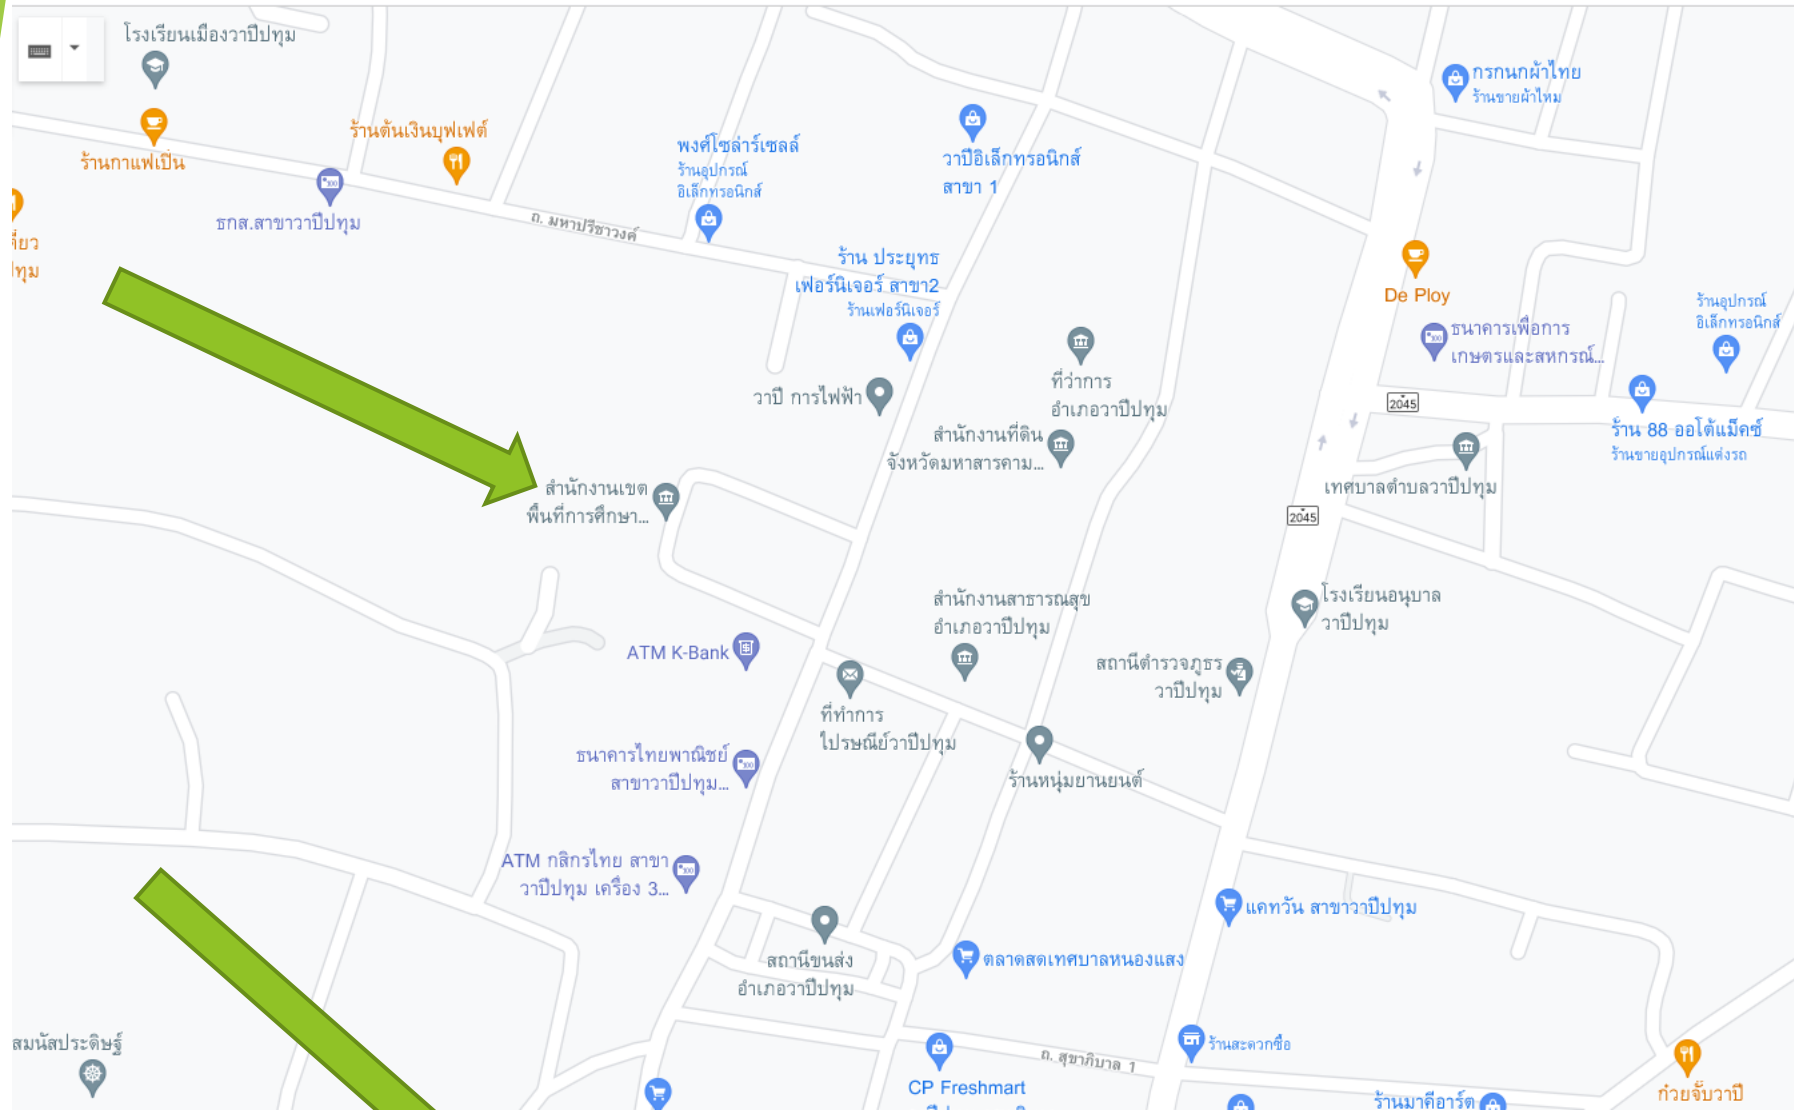 โรงเรียนเมืองวาปีปทุม
กรกนกผ้าไทย
ร้านขายผ้าไหม
ร้านตันเงินบุฟเฟต์
ร้านกาแฟเปิ่น
พงศ์โซล่าร์เซลล์
ร้านอุปกรณ์
อิเล็กทรอนิกส์
วาปีอิเล็กทรอนิกส์
สาขา 1
ธกส.สาขาวาปีปทุม
ถ. มหาปรีชาวงค์
ร้าน ประยุทธ
เฟอร์นิเจอร์ สาขา2
ร้านเฟอร์นิเจอร์
De Ploy
ธนาคารเพื่อการ
เกษตรและสหกรณ์...
ร้านอุปกรณ์
อิเล็กทรอนิกส์
วาปี การไฟฟ้า
ที่ว่าการ
อำเภอวาปีปทุม
2045
สำนักงานที่ดิน
จังหวัดมหาสารคาม...
ร้าน 88 ออโต้แม็คซ์
ร้านขายอุปกรณ์แต่งรถ
เทศบาลตำบลวาปีปทุม
สำนักงานเขต
พื้นที่การศึกษา...
2045
สำนักงานสาธารณสุข
อำเภอวาปีปทุม
โรงเรียนอนุบาล
วาปีปทุม
ATM K-Bank
สถานีตำรวจภูธร
วาปีปทุม
ที่ทำการ
ไปรษณีย์วาปีปทุม
ธนาคารไทยพาณิชย์
สาขาวาปีปทุม...
ร้านหนุ่มยานยนต์
ATM กสิกรไทย สาขา
วาปีปทุม เครื่อง 3...
แคทวัน สาขาวาปีปทุม
สถานีขนส่ง
อำเภอวาปีปทุม
ตลาดสดเทศบาลหนองแสง
สมนัสประดิษฐ์
ร้านสะดวกซื้อ
ถ. สุขาภิบาล 1
CP Freshmart
ร้านมาคีอาร์ต
ก๋วยจั๊บวาปี